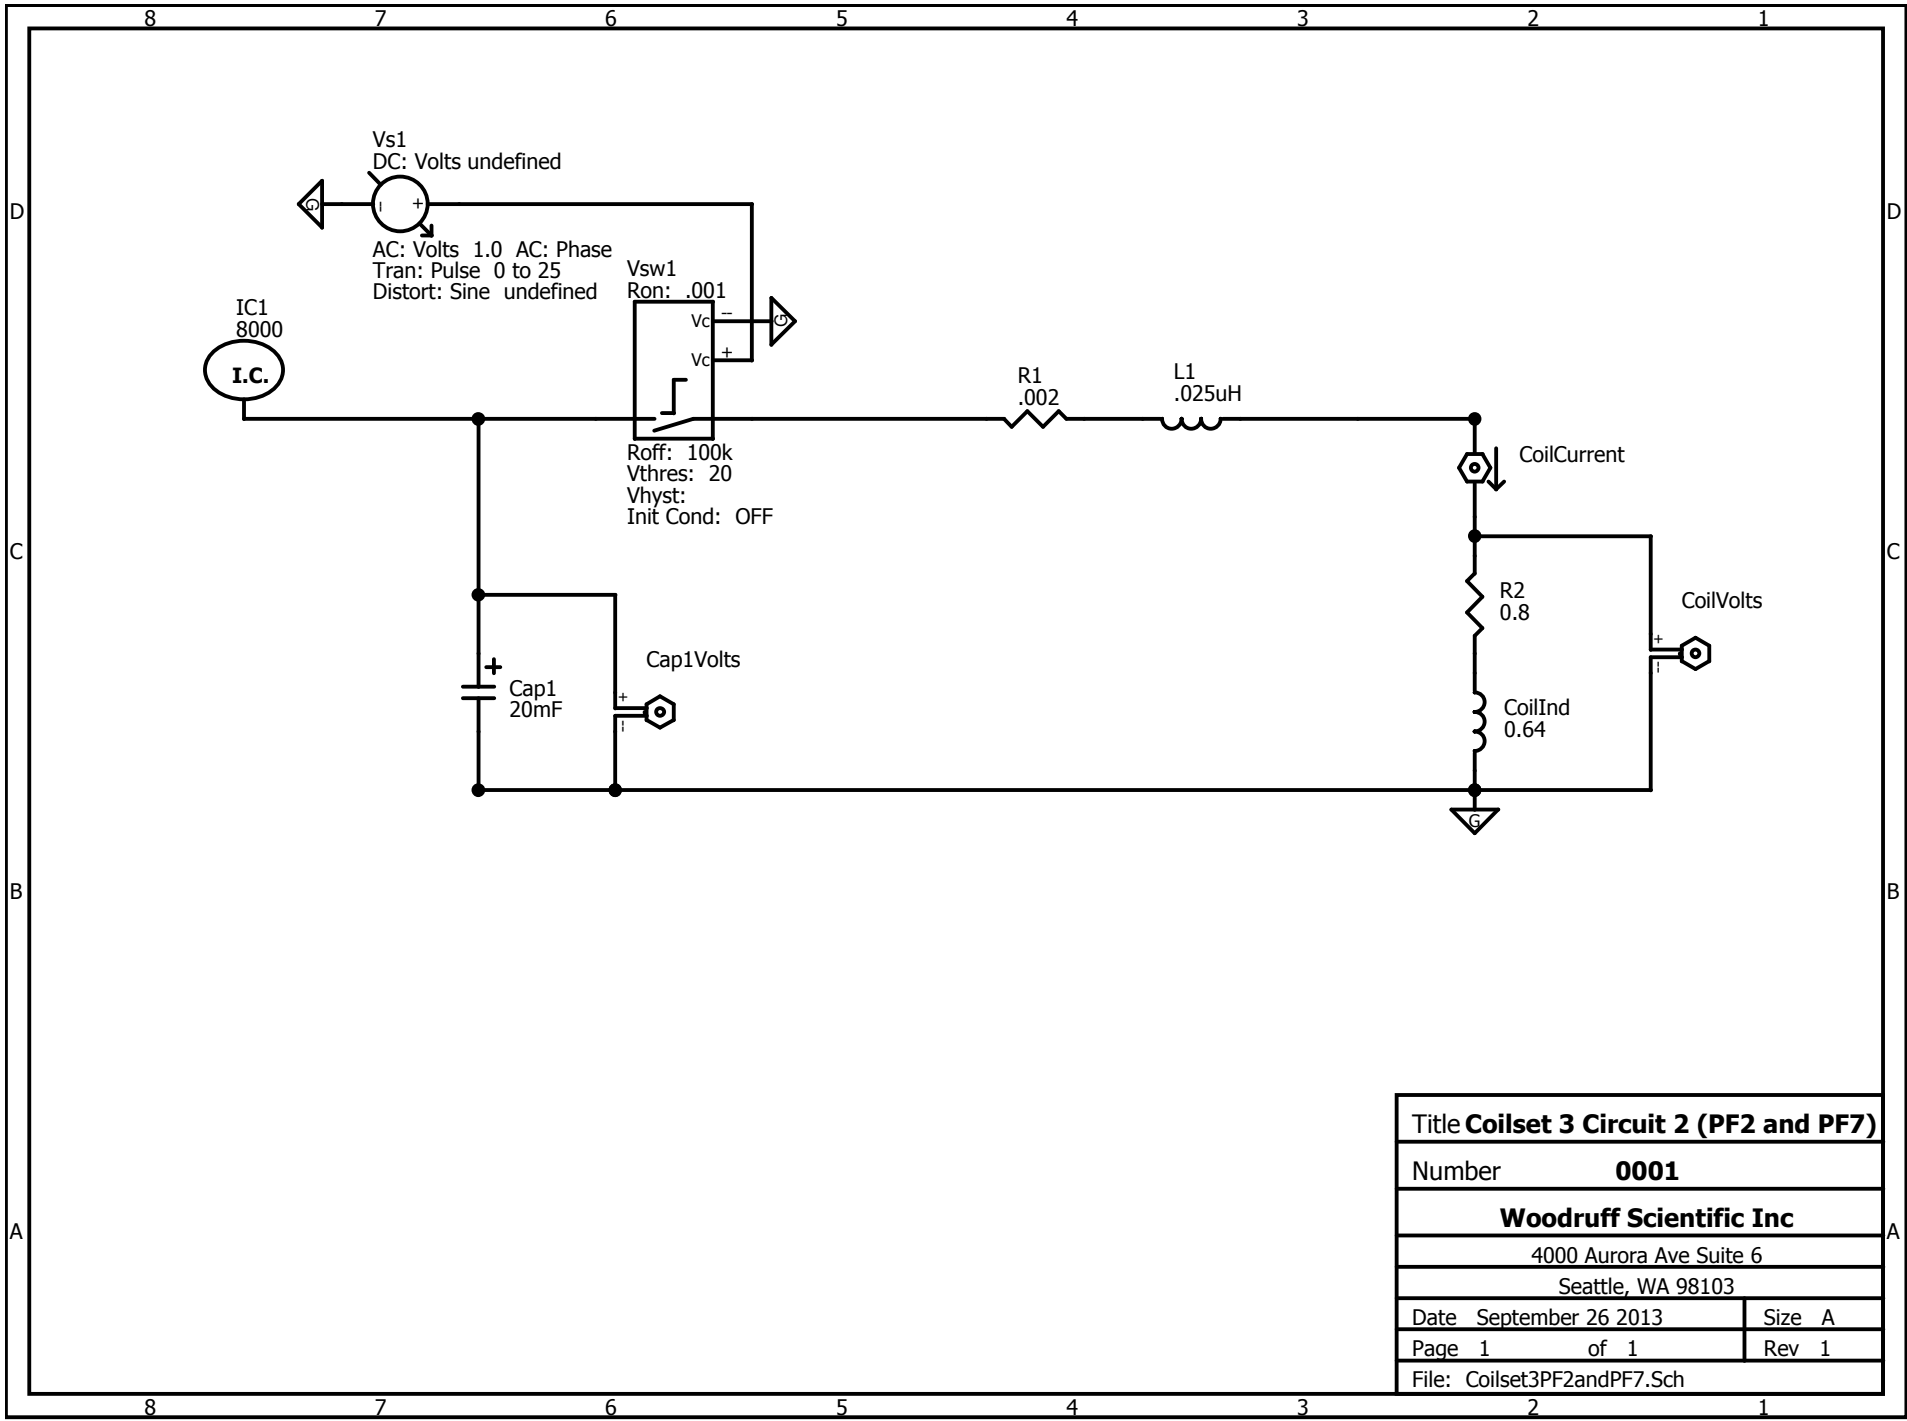 8 7 6 5 4 3 2 1
Vs1
DC: Volts undefined
G
- +
D D
AC: Volts 1.0 AC: Phase
Tran: Pulse 0 to 25
Distort: Sine undefined
Vsw1
Ron: .001
Vc --
G
Vc +
IC1
8000
I.C.
R1
.002
L1
.025uH
Roff: 100k
Vthres: 20
Vhyst:
Init Cond: OFF
CoilCurrent
C C
R2
0.8
CoilVolts
+
--
Cap1Volts
+
Cap1
20mF
+
--
CoilInd
0.64
G
B B
Title Coilset 3 Circuit 2 (PF2 and PF7)
Number 0001
Woodruff Scientific Inc
A A
4000 Aurora Ave Suite 6
Seattle, WA 98103
Date September 26 2013 Size A
Page 1 of 1 Rev 1
File: Coilset3PF2andPF7.Sch
8 7 6 5 4 3 2 1